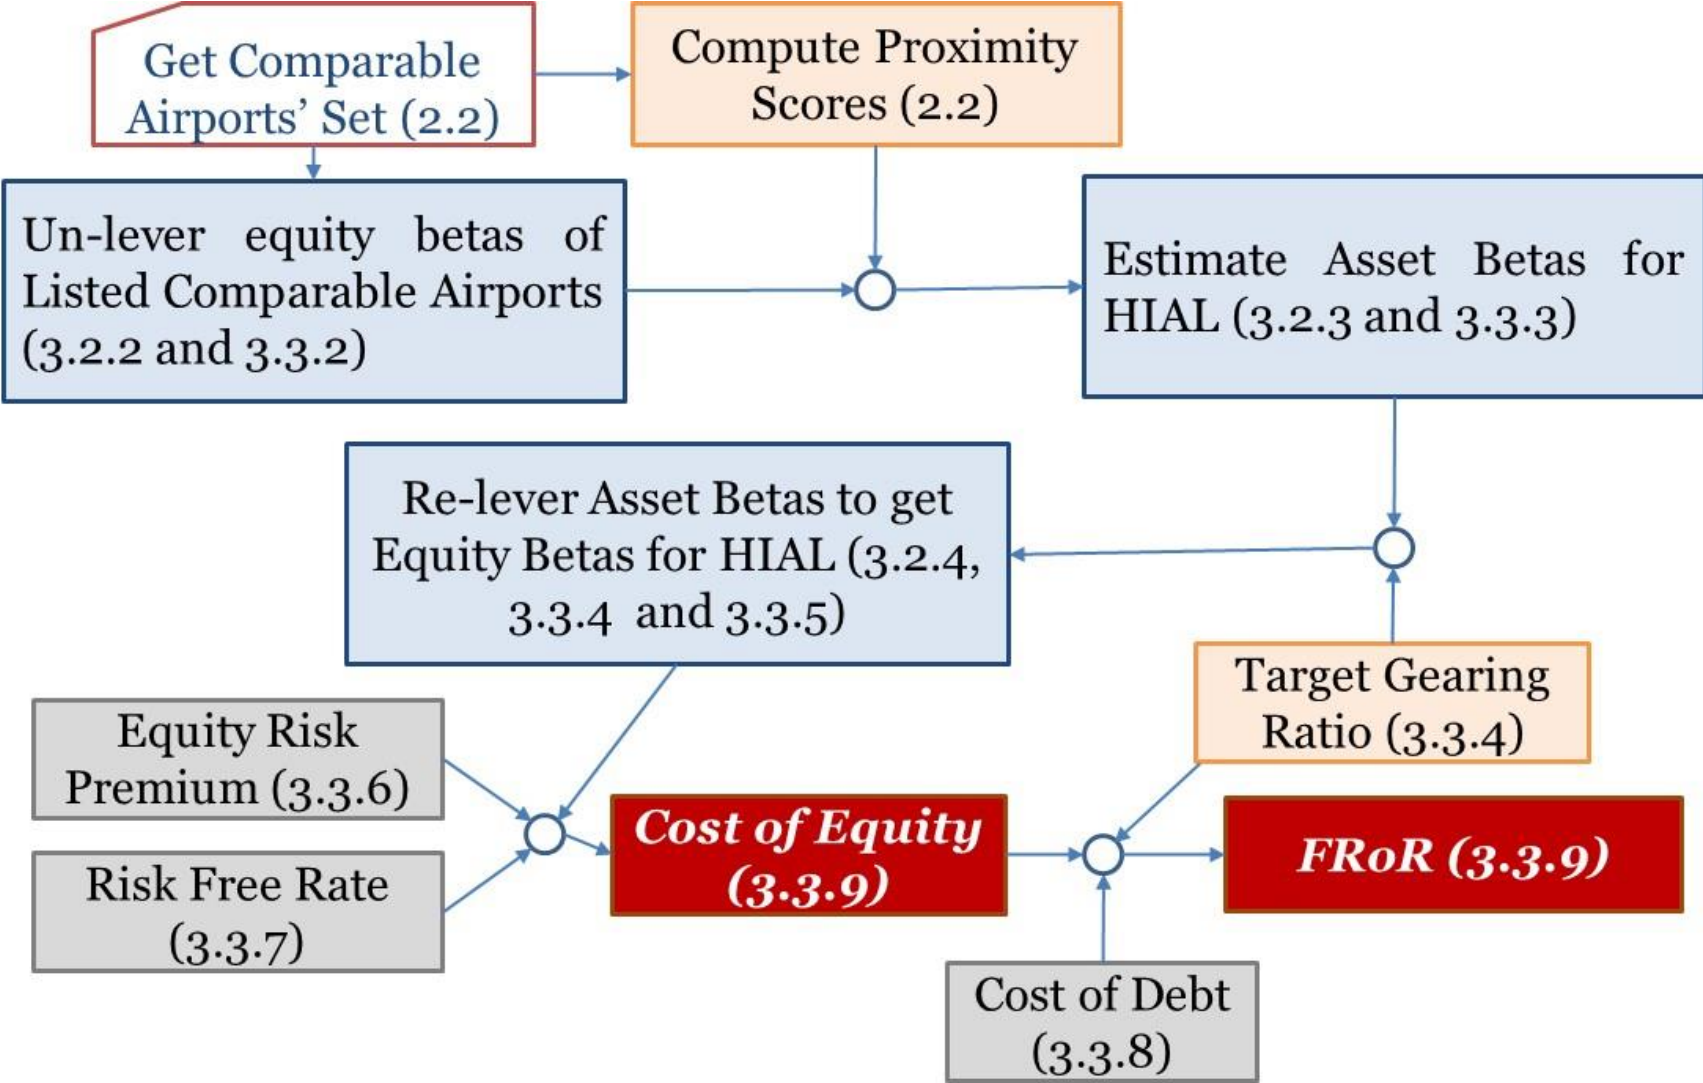 Get Comparable
Airports’ Set (2.2)
Compute Proximity
Scores (2.2)
Un-lever equity betas of
Listed Comparable Airports
(3.2.2 and 3.3.2)
Estimate Asset Betas for
HIAL (3.2.3 and 3.3.3)
Re-lever Asset Betas to get
Equity Betas for HIAL (3.2.4,
3.3.4 and 3.3.5)
Target Gearing
Ratio (3.3.4)
Equity Risk
Premium (3.3.6)
Risk Free Rate
(3.3.7)
Cost of Equity
(3.3.9)
FRoR (3.3.9)
Cost of Debt
(3.3.8)